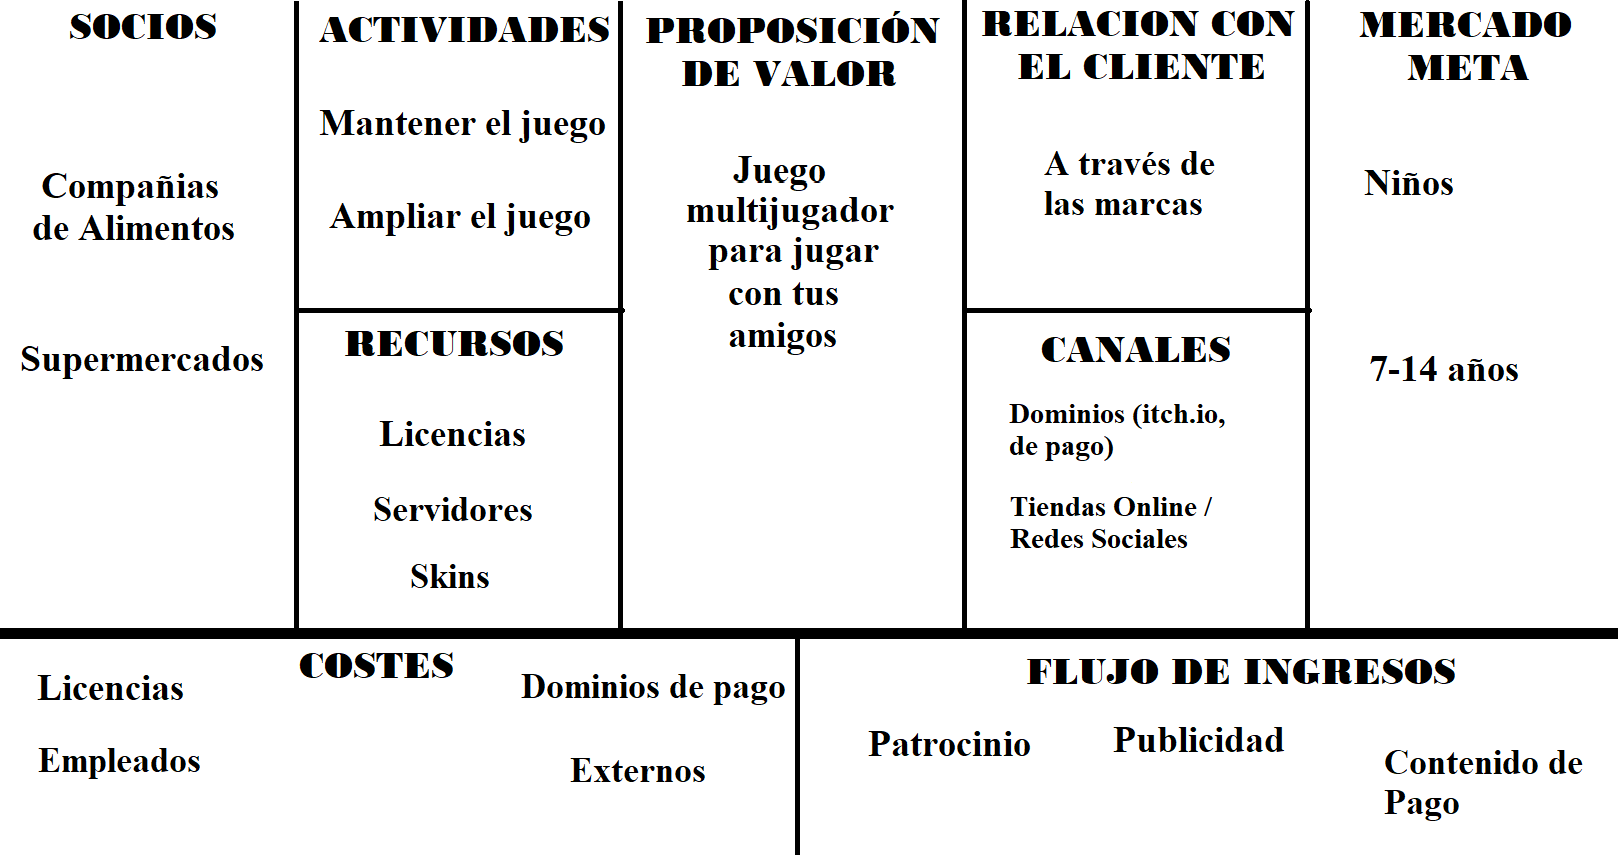 SOCIOS
Compañias
de Alimentos
Supermercados
ACTIVIDADES
Mantener el juego
Ampliar el juego
RECURSOS
Licencias
Servidores
Skins
PROPOSICIÓN
DE VALOR
Juego
multijugador
para jugar
con tus
amigos
RELACION CON
EL CLIENTE
A través de
las marcas
CANALES
Dominios (itch.io,
de pago)
Tiendas Online /
Redes Sociales
MERCADO
META
Niños
7-14 años
COSTES
Licencias
Empleados
Dominios de pago
Externos
FLUJO DE INGRESOS
Patrocinio
Publicidad
Contenido de
Pago